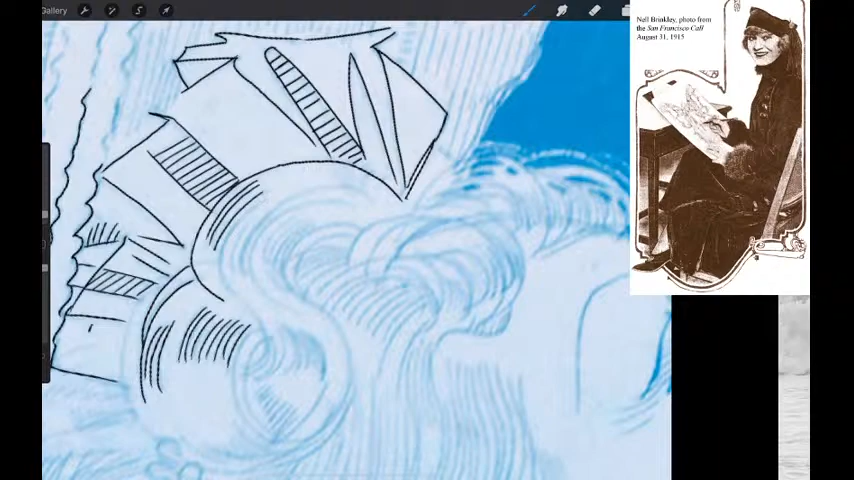 Gallery
Nell Brinkley, photo from
the San Francisco Call
August 31, 1915